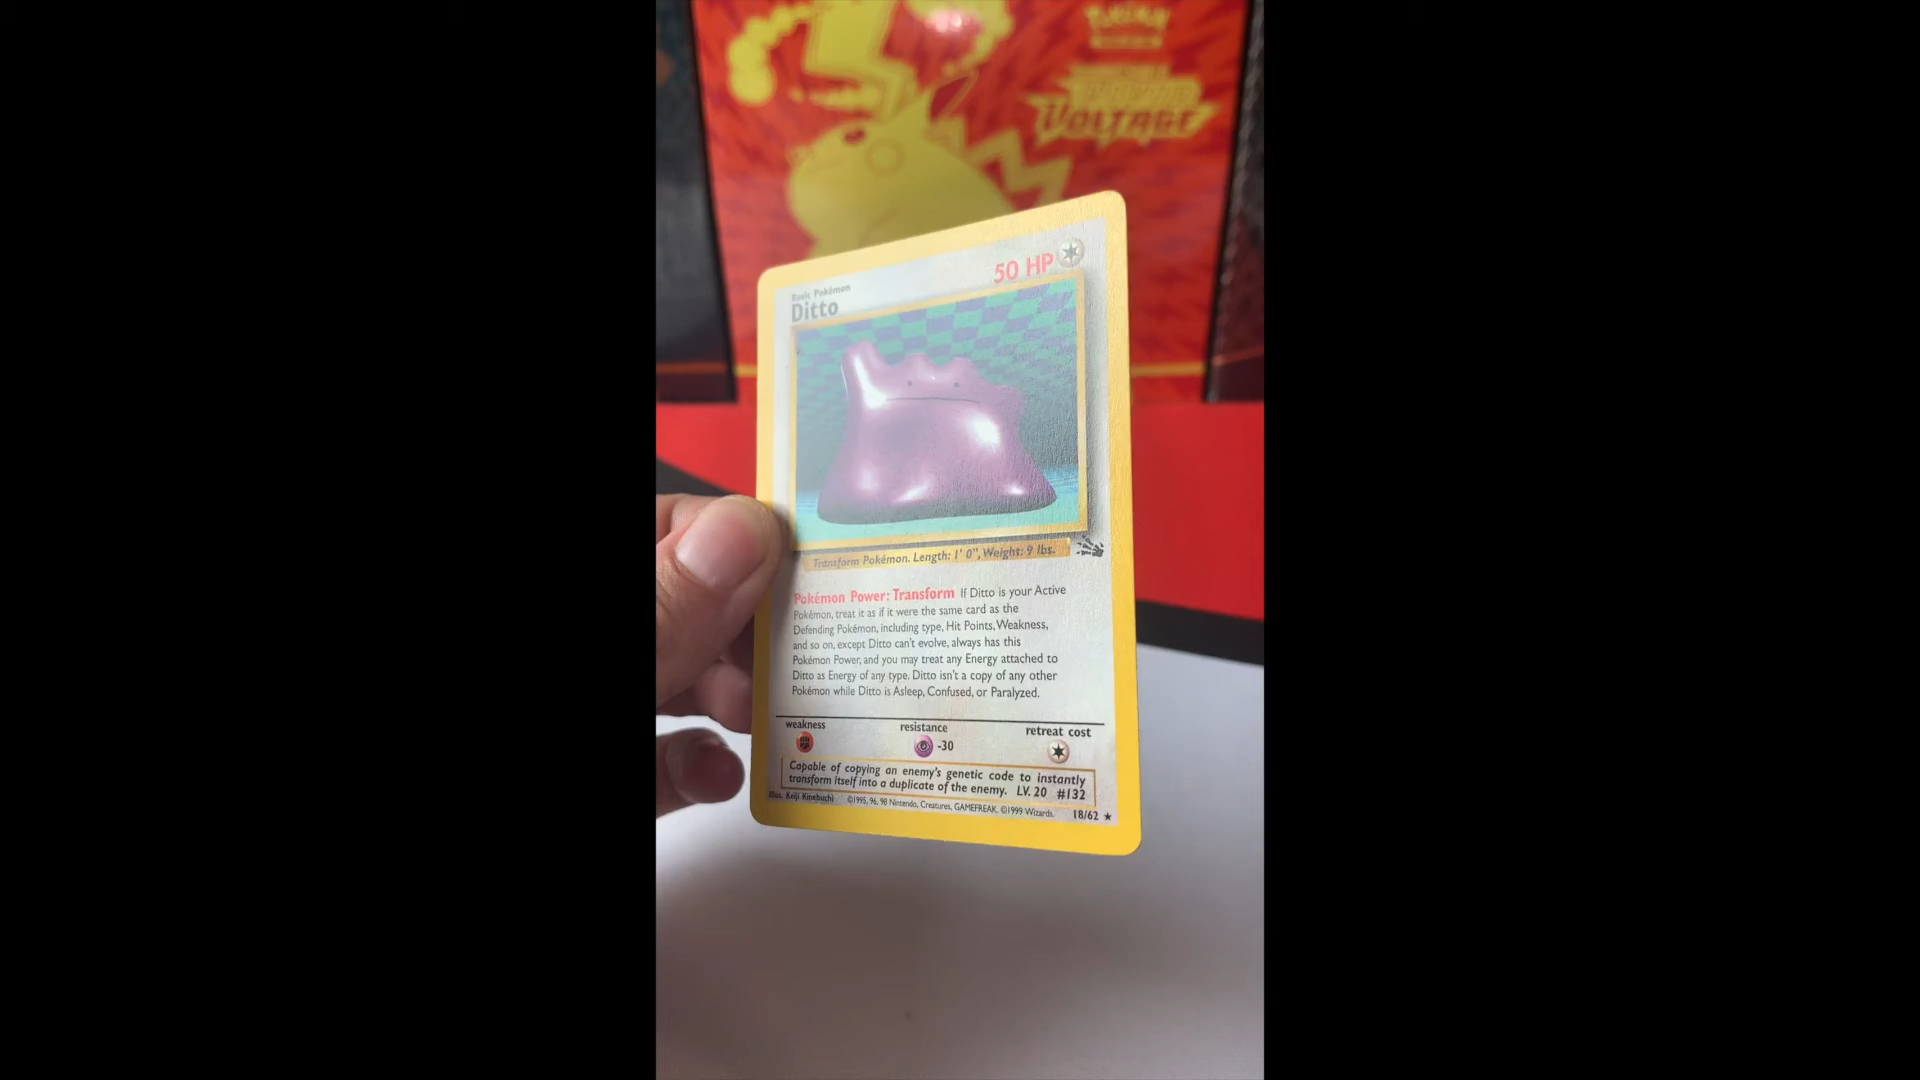 VOLTAGE
50 HP
Basic Pokémon
Ditto
Transform Pokémon. Length: 1' 0", Weight: 9 lbs.
Pokémon Power: Transform If Ditto is your Active
Pokémon, treat it as if it were the same card as the
Defending Pokémon, including type, Hit Points, Weakness,
and so on, except Ditto can't evolve, always has this
Pokémon Power, and you may treat any Energy attached to
Ditto as Energy of any type. Ditto isn't a copy of any other
Pokémon while Ditto is Asleep, Confused, or Paralyzed.
weakness resistance retreat cost
-30
Capable of copying an enemy's genetic code to instantly
transform itself into a duplicate of the enemy. LV. 20 #132
Illus. Keiji Kinebuchi ©1995, 96, 98 Nintendo, Creatures, GAMEFREAK. ©1999 Wizards. 18/62 ★